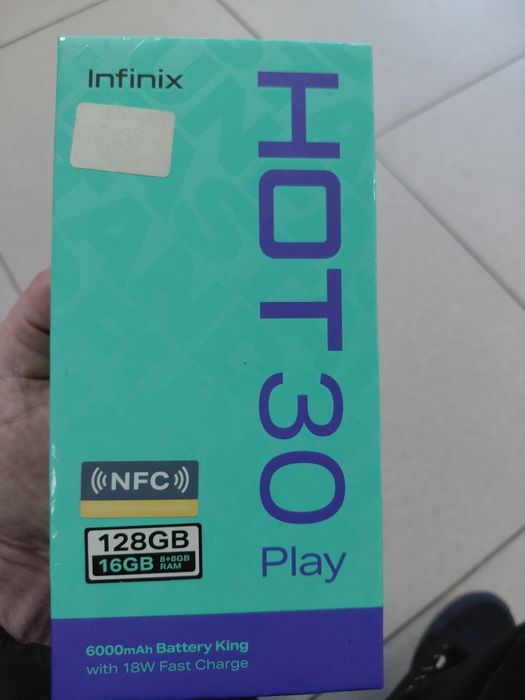 Infinix
HOT 30
Play
NFC
128GB
16GB 8+8GB RAM
6000mAh Battery King
with 18W Fast Charge